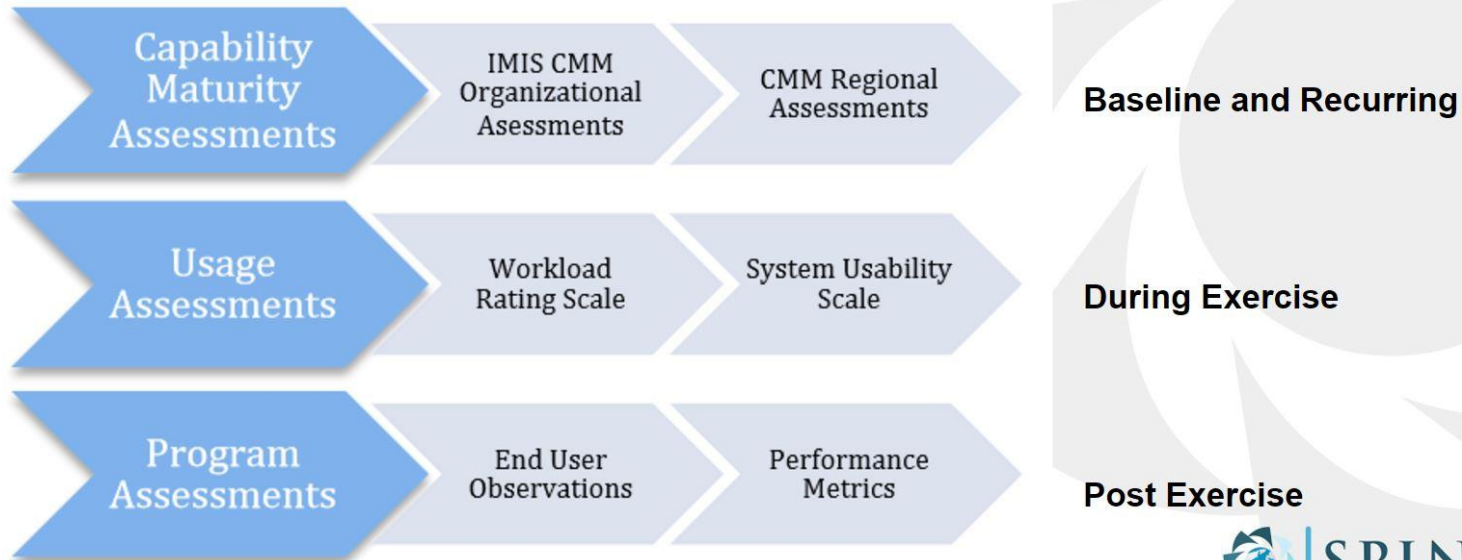 Capability
Maturity
Assessments
IMIS CMM
Organizational
Asessments
CMM Regional
Assessments
Baseline and Recurring
Usage
Assessments
Workload
Rating Scale
System Usability
Scale
During Exercise
Program
Assessments
End User
Observations
Performance
Metrics
Post Exercise